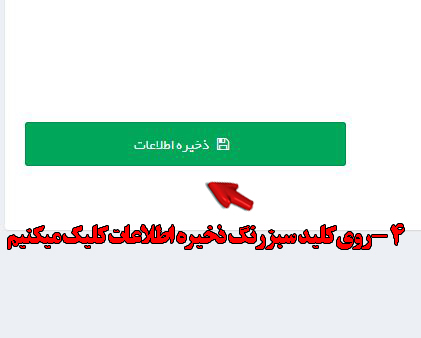 ذخیره اطلاعات
۴ - روی کلید سبز رنگ ذخیره اطلاعات کلیک میکنیم